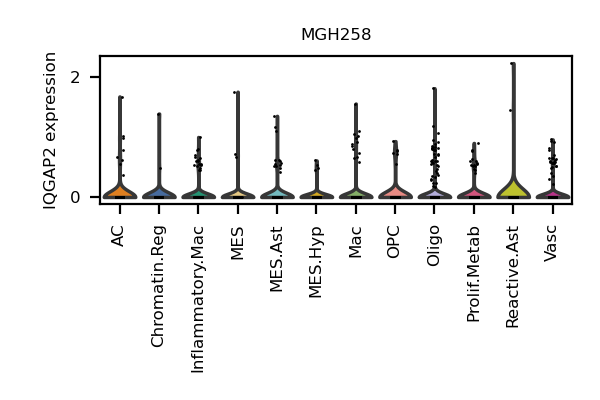 MGH258
IQGAP2 expression
2
0
AC
Chromatin.Reg
Inflammatory.Mac
MES
MES.Ast
MES.Hyp
Mac
OPC
Oligo
Prolif.Metab
Reactive.Ast
Vasc